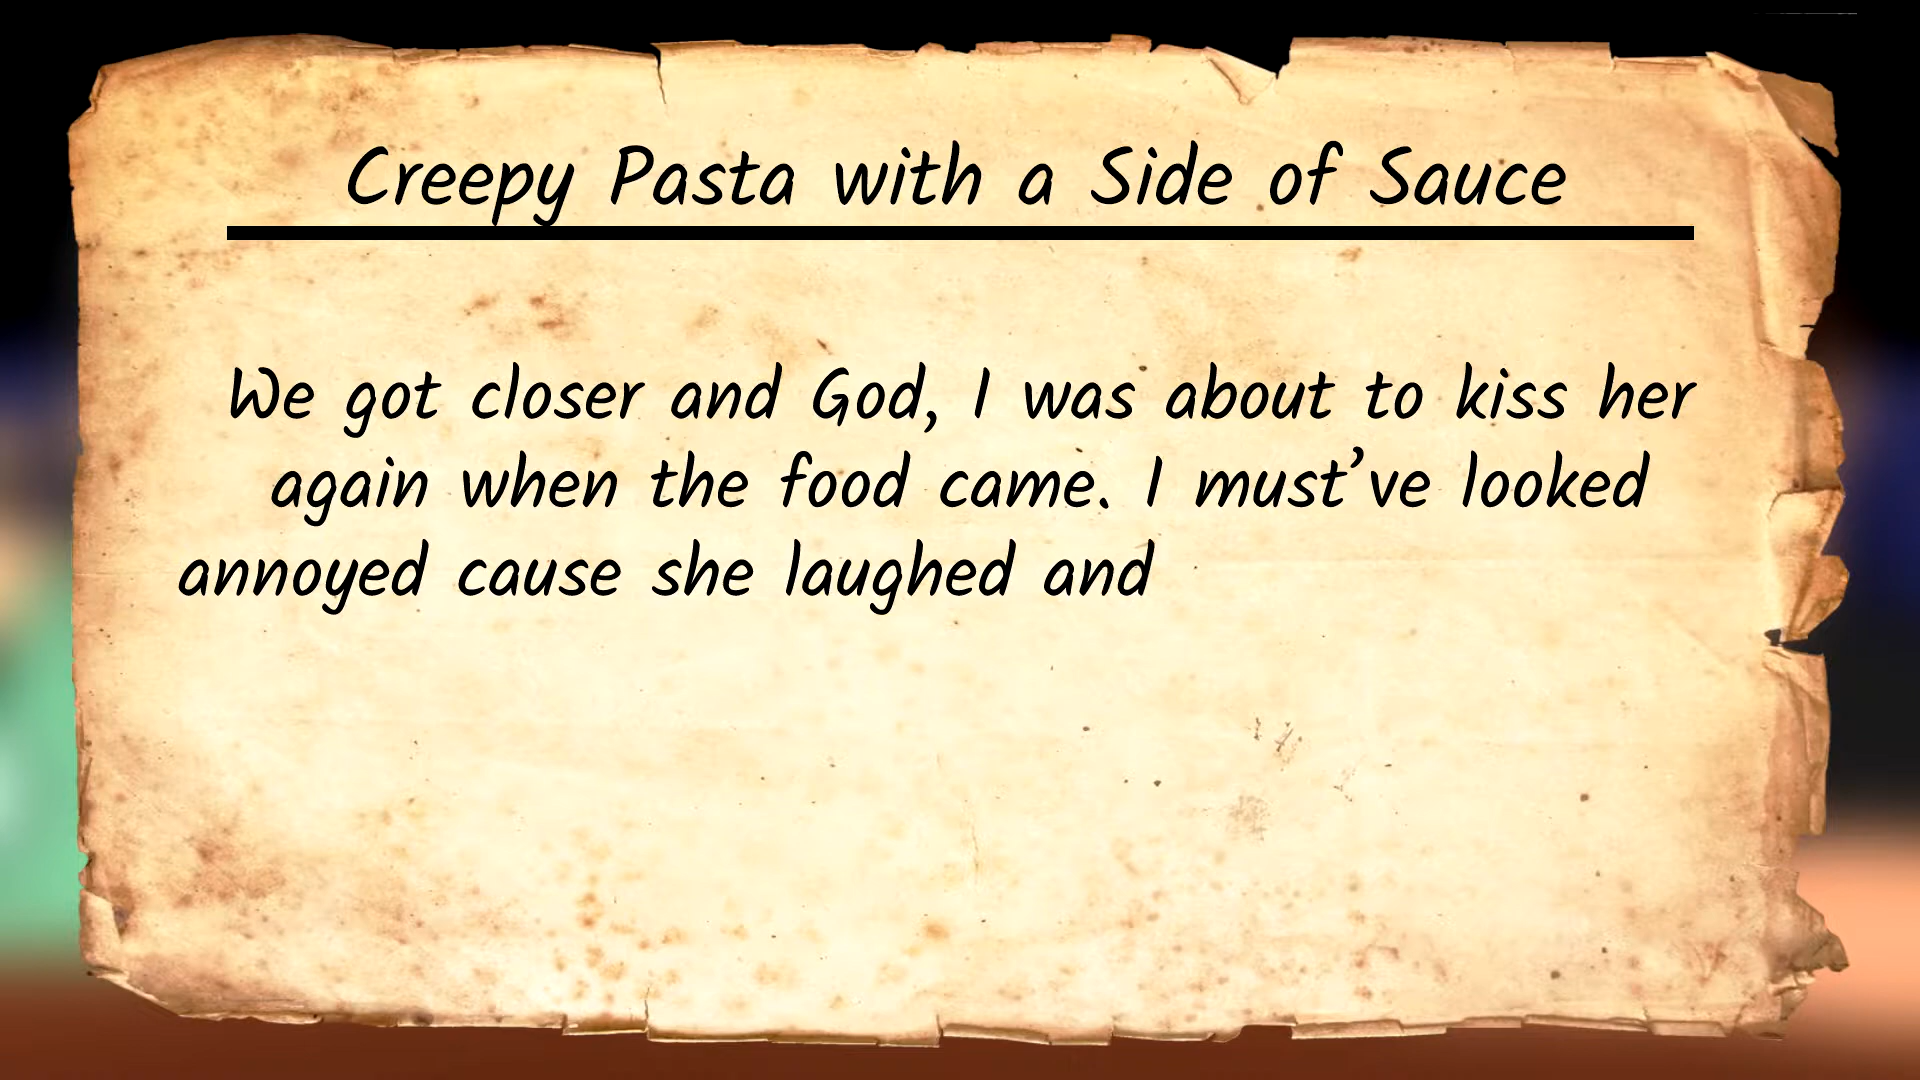 Creepy Pasta with a Side of Sauce
We got closer and God, I was about to kiss her
again when the food came. I must’ve looked
annoyed cause she laughed and